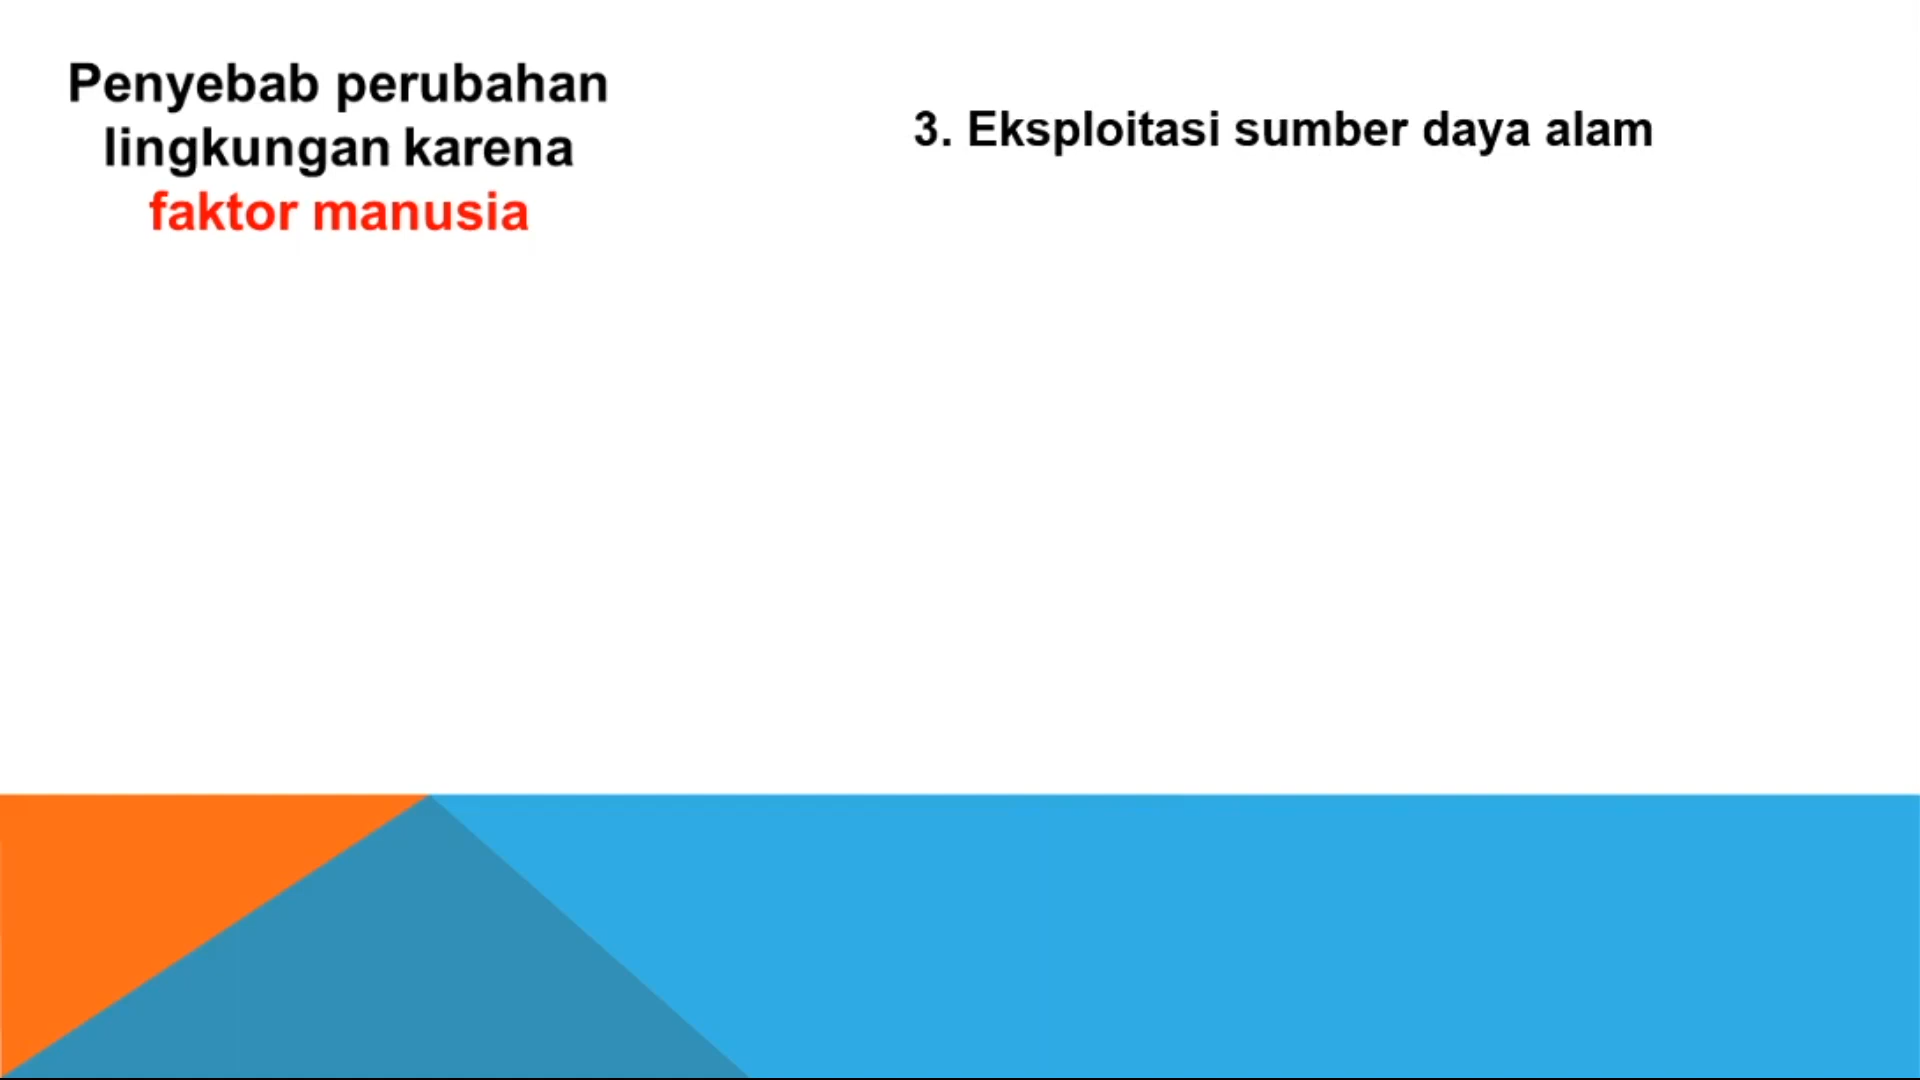 Penyebab perubahan
lingkungan karena
faktor manusia
3. Eksploitasi sumber daya alam